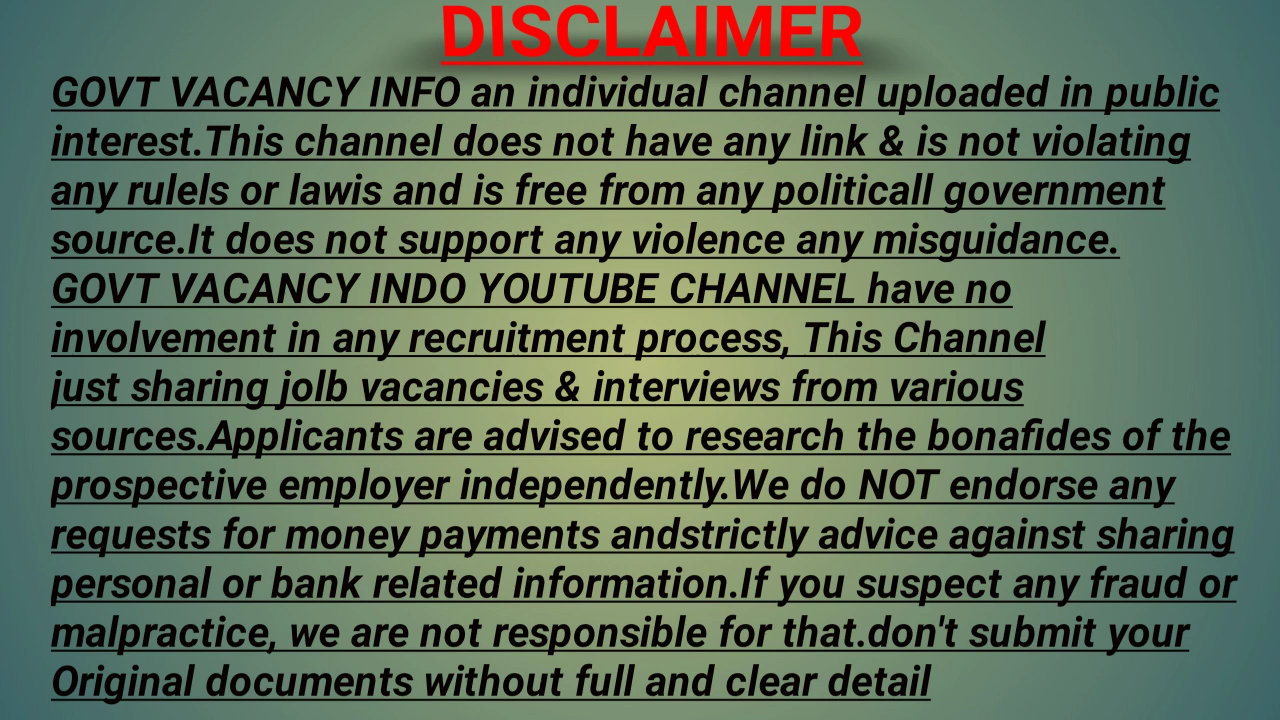 DISCLAIMER
GOVT VACANCY INFO an individual channel uploaded in public
interest.This channel does not have any link & is not violating
any rulels or lawis and is free from any politicall government
source.It does not support any violence any misguidance.
GOVT VACANCY INDO YOUTUBE CHANNEL have no
involvement in any recruitment process, This Channel
just sharing jolb vacancies & interviews from various
sources.Applicants are advised to research the bonafides of the
prospective employer independently.We do NOT endorse any
requests for money payments andstrictly advice against sharing
personal or bank related information.If you suspect any fraud or
malpractice, we are not responsible for that.don't submit your
Original documents without full and clear detail